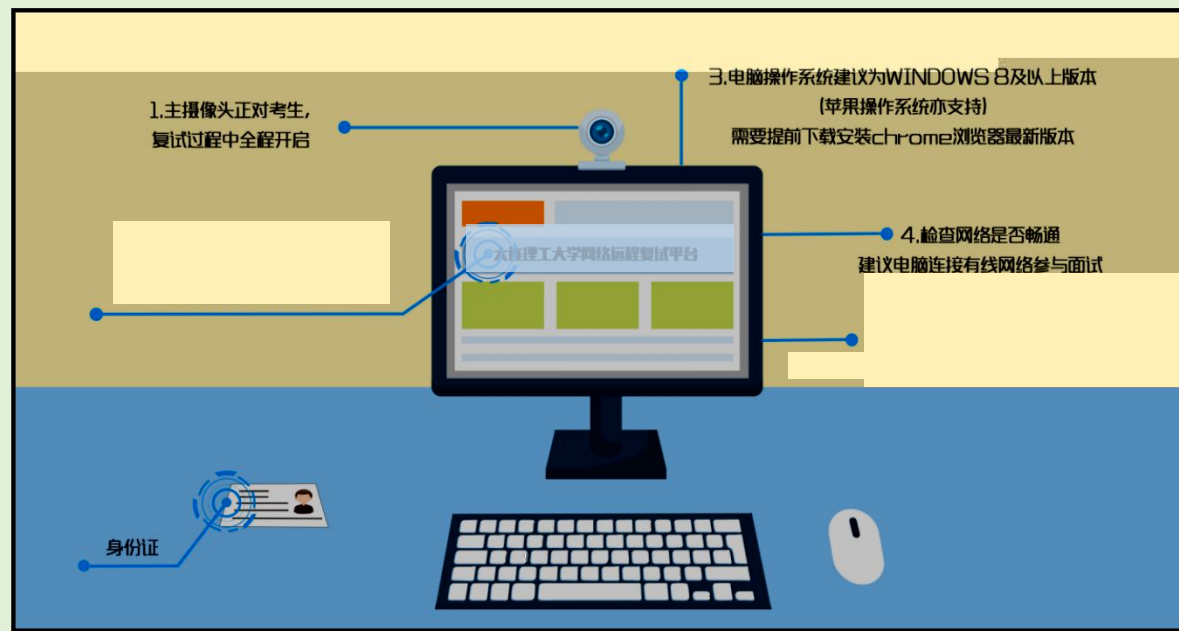 1.主摄像头正对考生,
复试过程中全程开启
3.电脑操作系统建议为WINDOWS 8及以上版本
(苹果操作系统亦支持)
需要提前下载安装chrome浏览器最新版本
大连理工大学网络远程复试平台
4.检查网络是否畅通
建议电脑连接有线网络参与面试
身份证